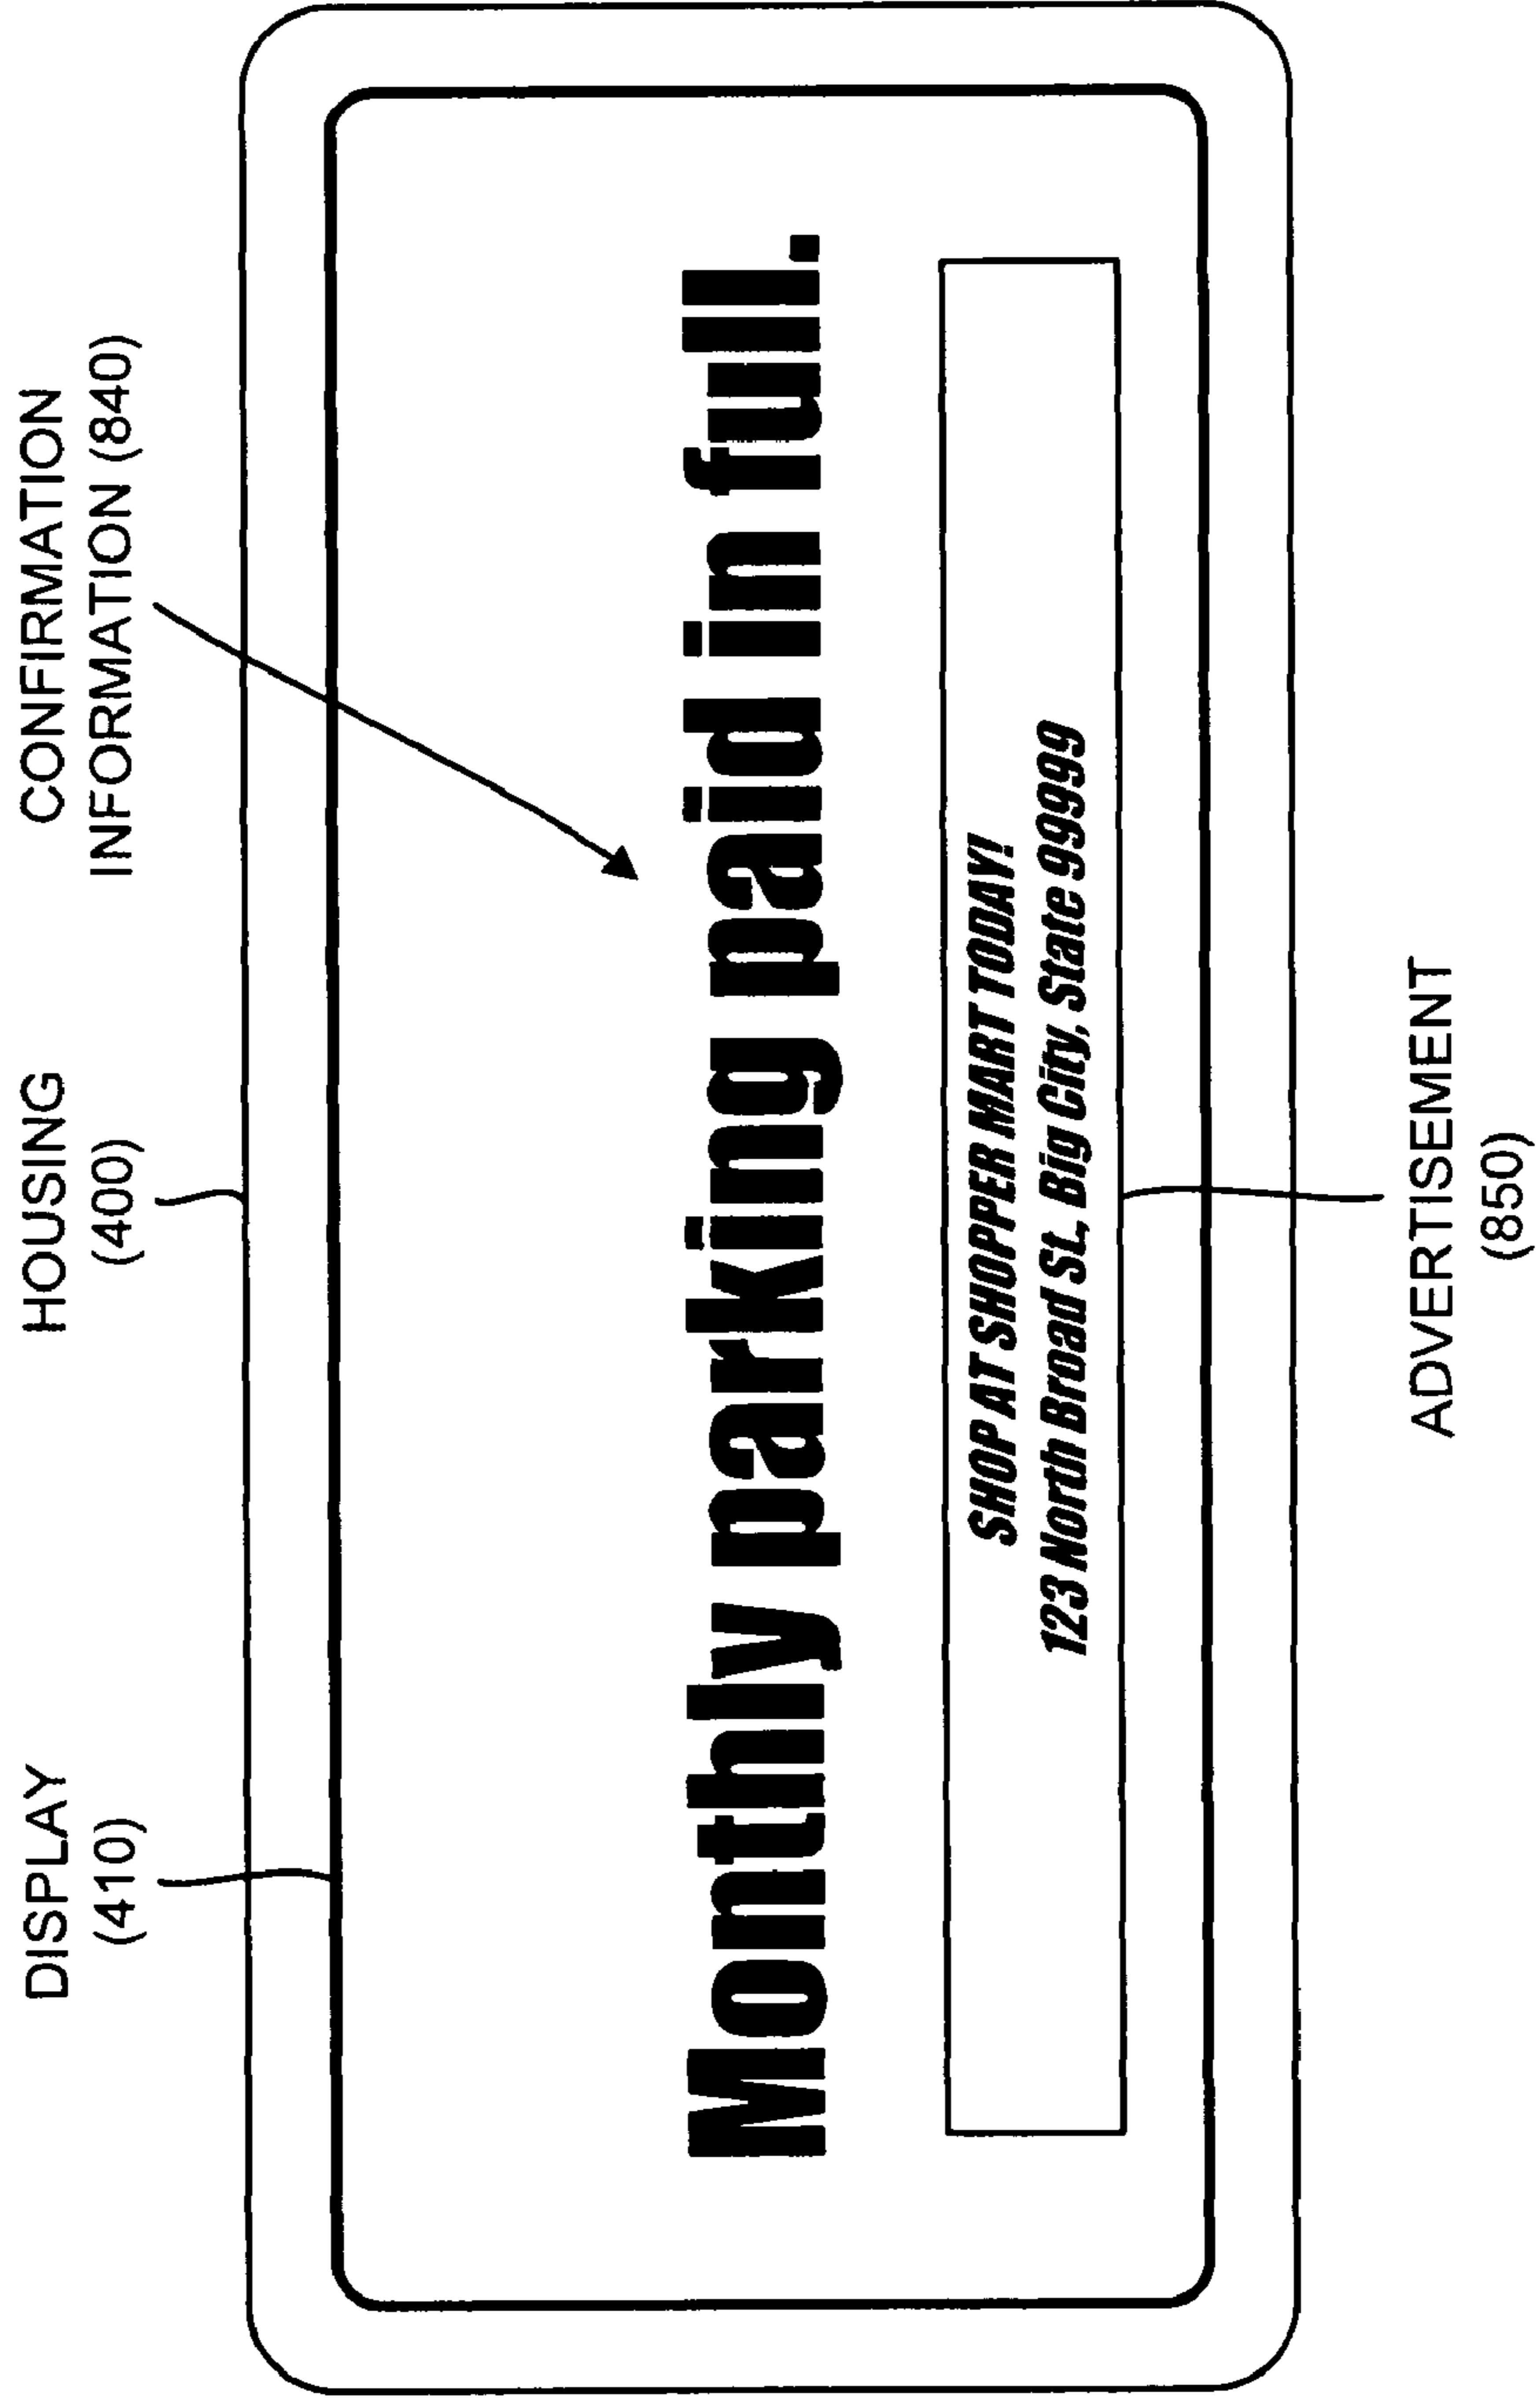 DISPLAY
(410)
HOUSING
(400)
CONFIRMATION
INFORMATION (840)
Monthly parking paid in full.
SHOP AT SHOPPER MART TODAY!
123 North Broad St, Big City, State 99999
ADVERTISEMENT
(850)